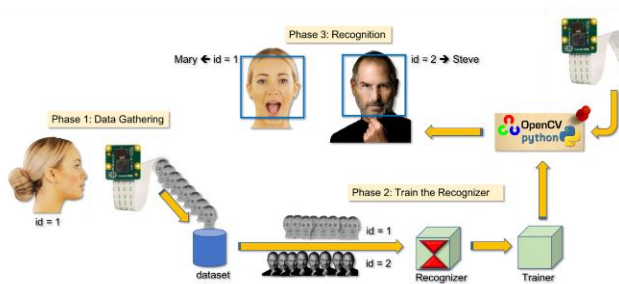 Phase 3: Recognition
Mary ← id = 1
id = 2 → Steve
Phase 1: Data Gathering
OpenCV
python
Phase 2: Train the Recognizer
id = 1
id = 1
id = 2
dataset
Recognizer
Trainer